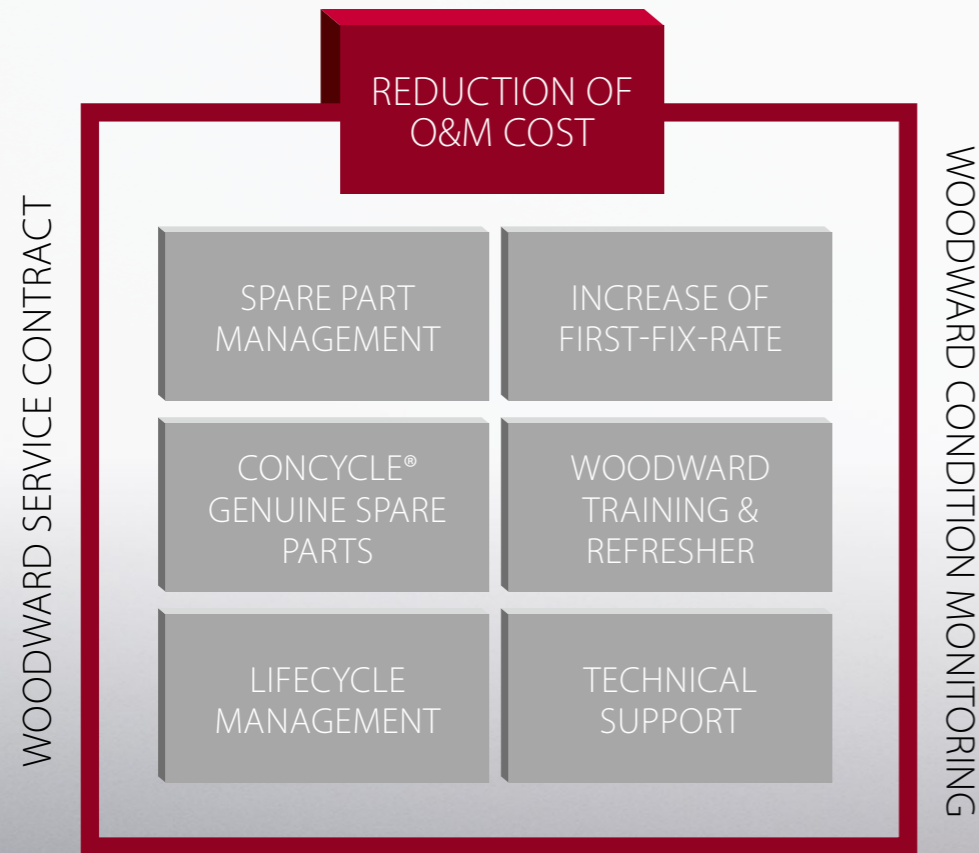 REDUCTION OF
O&M COST
WOODWARD SERVICE CONTRACT
SPARE PART
MANAGEMENT
INCREASE OF
FIRST-FIX-RATE
CONCYCLE®
GENUINE SPARE
PARTS
WOODWARD
TRAINING &
REFRESHER
LIFECYCLE
MANAGEMENT
TECHNICAL
SUPPORT
WOODWARD CONDITION MONITORING